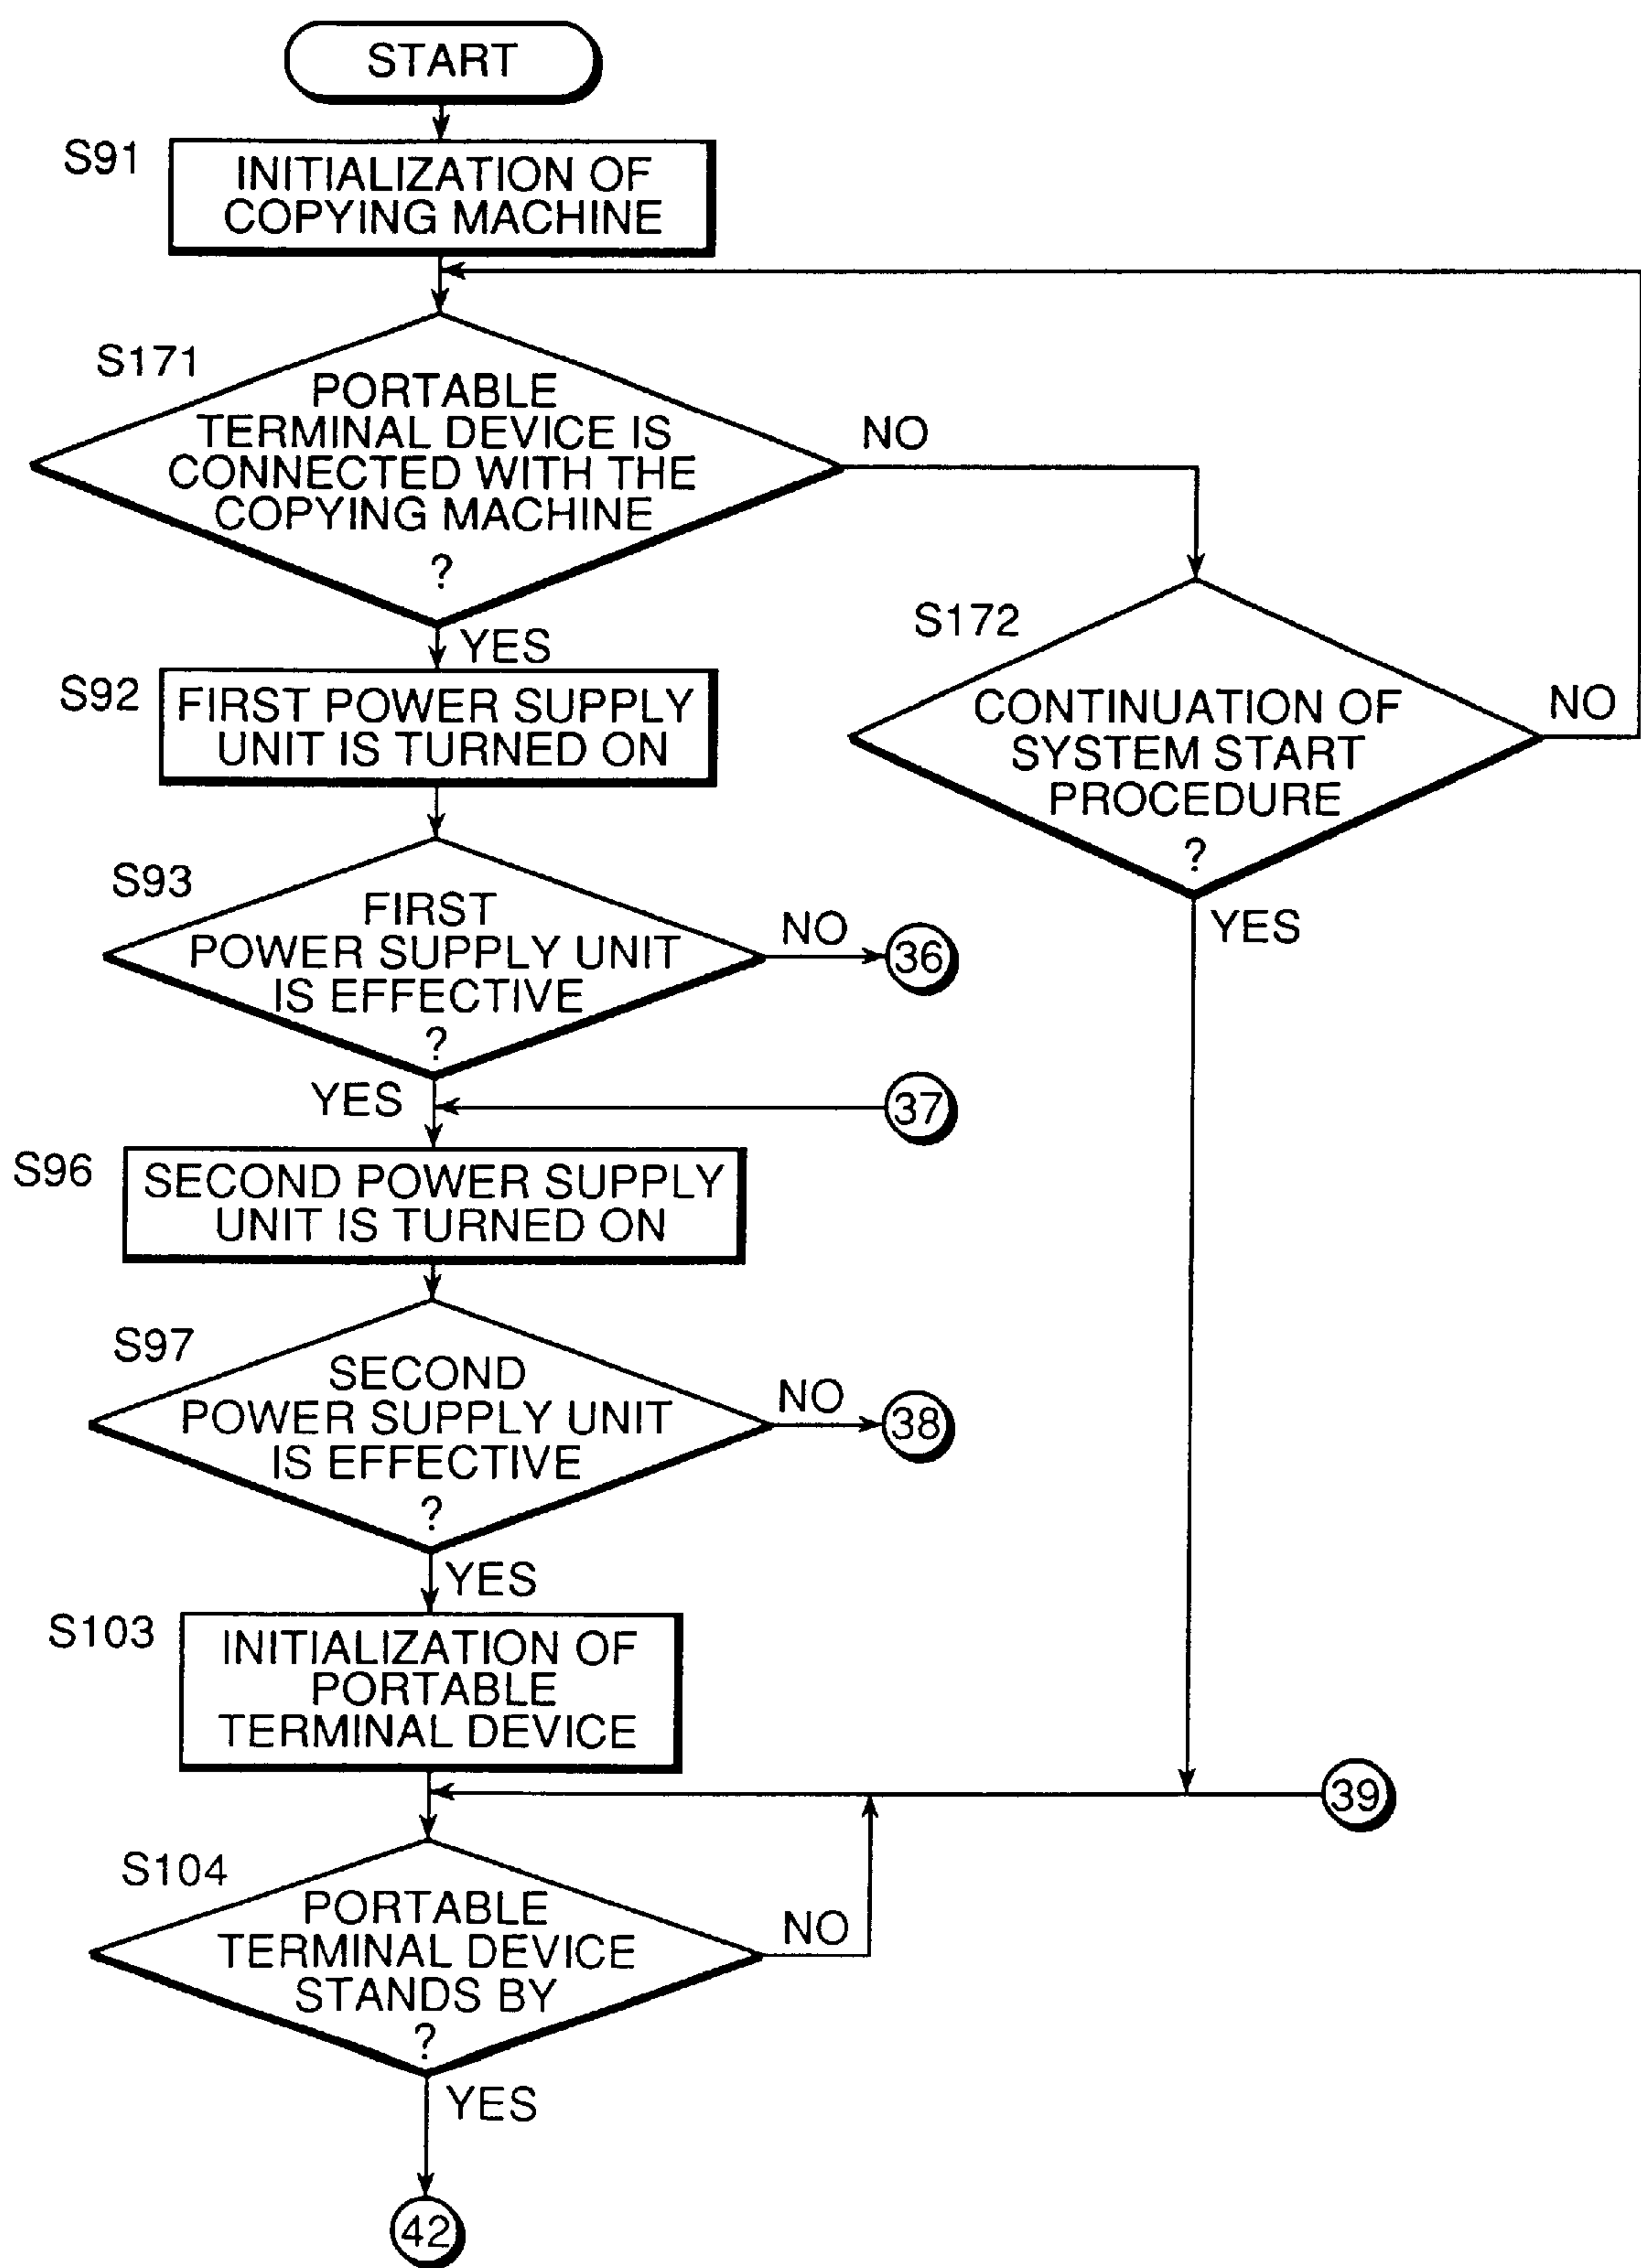 START
S91
INITIALIZATION OF
COPYING MACHINE
S171
PORTABLE
TERMINAL DEVICE IS
CONNECTED WITH THE
COPYING MACHINE
?
NO
YES
S172
CONTINUATION OF
SYSTEM START
PROCEDURE
?
NO
YES
S92
FIRST POWER SUPPLY
UNIT IS TURNED ON
S93
FIRST
POWER SUPPLY UNIT
IS EFFECTIVE
?
NO
36
YES
37
S96
SECOND POWER SUPPLY
UNIT IS TURNED ON
S97
SECOND
POWER SUPPLY UNIT
IS EFFECTIVE
?
NO
38
YES
S103
INITIALIZATION OF
PORTABLE
TERMINAL DEVICE
39
S104
PORTABLE
TERMINAL DEVICE
STANDS BY
?
NO
YES
42